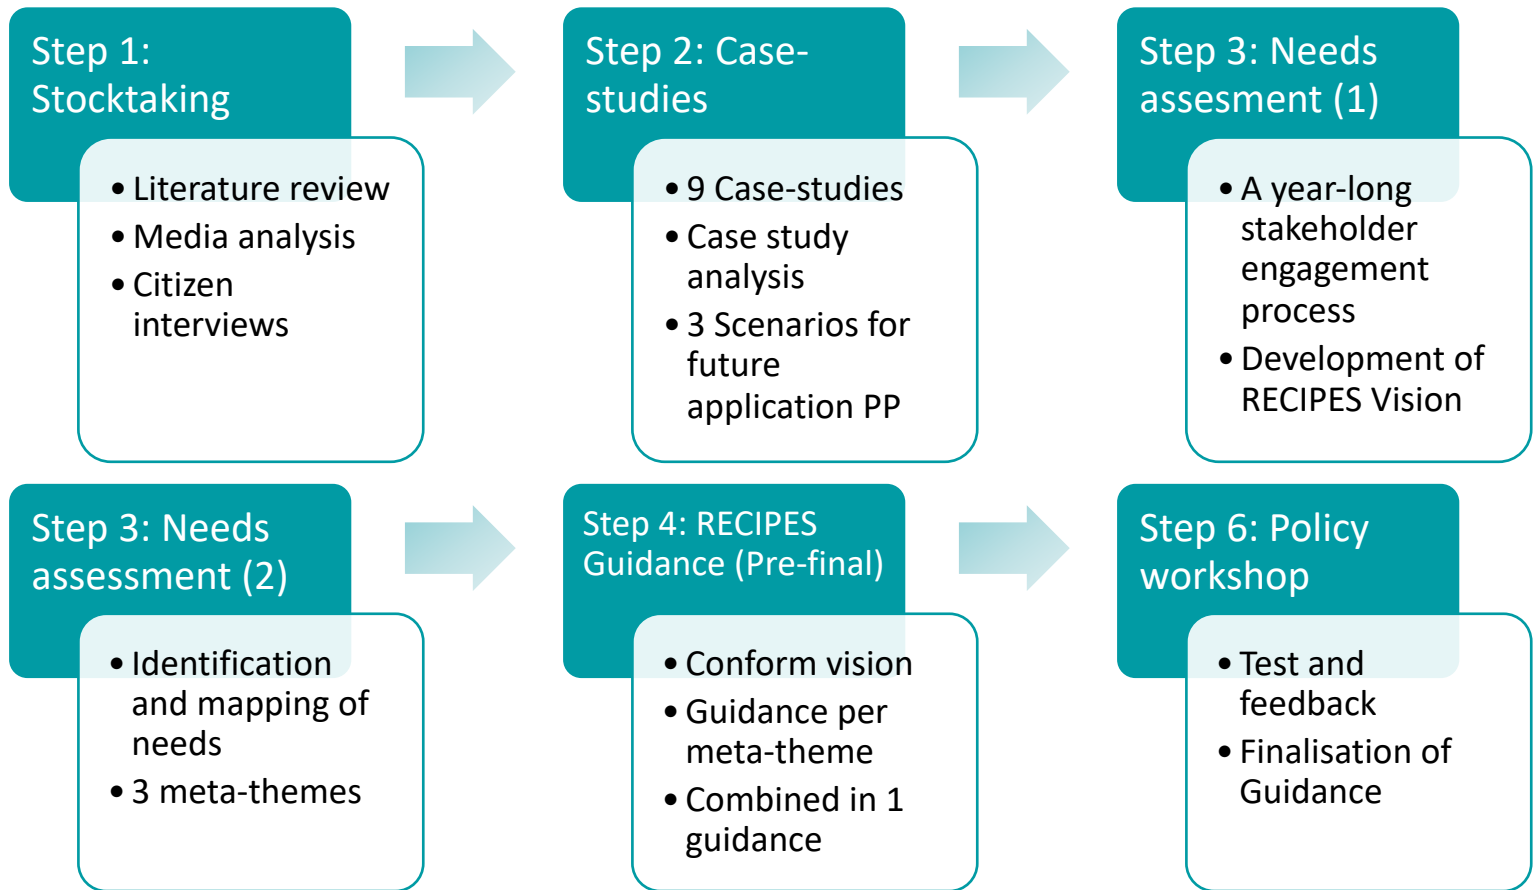 Step 1:
Stocktaking
• Literature review
• Media analysis
• Citizen
interviews
Step 2: Case-
studies
• 9 Case-studies
• Case study
analysis
• 3 Scenarios for
future
application PP
Step 3: Needs
assesment (1)
• A year-long
stakeholder
engagement
process
• Development of
RECIPES Vision
Step 3: Needs
assessment (2)
• Identification
and mapping of
needs
• 3 meta-themes
Step 4: RECIPES
Guidance (Pre-final)
• Conform vision
• Guidance per
meta-theme
• Combined in 1
guidance
Step 6: Policy
workshop
• Test and
feedback
• Finalisation of
Guidance